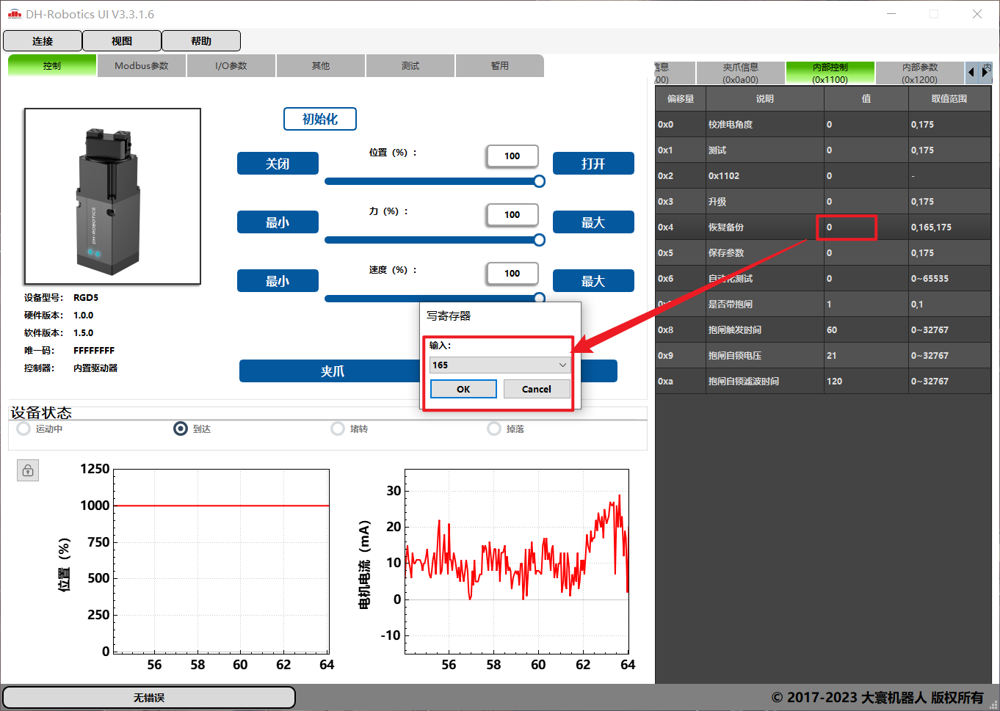 DH-Robotics UI V3.3.1.6
连接
视图
帮助
控制
Modbus参数
I/O参数
其他
测试
暂用
初始化
位置（%）：
100
关闭
打开
力（%）：
100
最小
最大
速度（%）：
100
最小
最大
DH-ROBOTICS
设备型号： RGD5
硬件版本： 1.0.0
软件版本： 1.5.0
唯一码： FFFFFFFF
控制器： 内置驱动器
夹爪
写寄存器
输入：
165
OK
Cancel
设备状态
运动中
到达
堵转
掉落
位置（%）
1250
1000
750
500
250
0
56 58 60 62 64
电机电流（mA）
30
20
10
0
-10
56 58 60 62 64
信息
00)
夹爪信息
(0x0a00)
内部控制
(0x1100)
内部参数
(0x1200)
偏移量 说明 值 取值范围
0x0 校准电角度 0 0,175
0x1 测试 0 0,175
0x2 0x1102 0 -
0x3 升级 0 0,175
0x4 恢复备份 0 0,165,175
0x5 保存参数 0 0,175
0x6 自动化测试 0 0~65535
是否带抱闸 1 0,1
0x8 抱闸触发时间 60 0~32767
0x9 抱闸自锁电压 21 0~32767
0xa 抱闸自锁滤波时间 120 0~32767
无错误
© 2017-2023 大寰机器人 版权所有